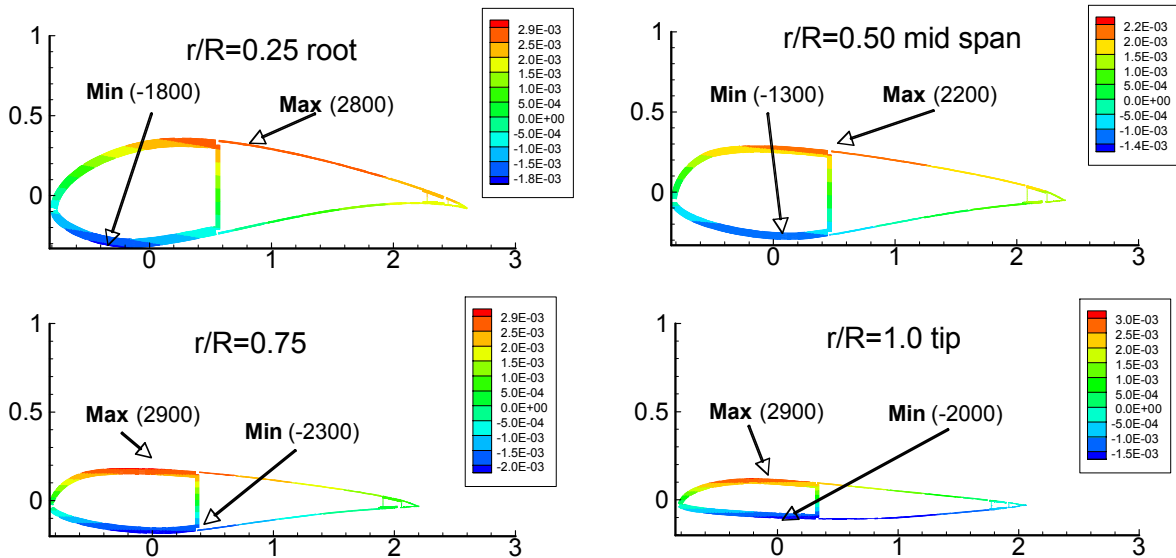 r/R=0.25 root
Min (-1800)
Max (2800)
1
0.5
0
0
1
2
3
2.9E-03
2.5E-03
2.0E-03
1.5E-03
1.0E-03
5.0E-04
0.0E+00
-5.0E-04
-1.0E-03
-1.5E-03
-1.8E-03
r/R=0.50 mid span
Min (-1300)
Max (2200)
1
0.5
0
0
1
2
3
2.2E-03
2.0E-03
1.5E-03
1.0E-03
5.0E-04
0.0E+00
-5.0E-04
-1.0E-03
-1.4E-03
r/R=0.75
Max (2900)
Min (-2300)
1
0.5
0
0
1
2
3
2.9E-03
2.5E-03
2.0E-03
1.5E-03
1.0E-03
5.0E-04
0.0E+00
-5.0E-04
-1.0E-03
-1.5E-03
-2.0E-03
r/R=1.0 tip
Max (2900)
Min (-2000)
1
0.5
0
0
1
2
3
3.0E-03
2.5E-03
2.0E-03
1.5E-03
1.0E-03
5.0E-04
0.0E+00
-5.0E-04
-1.0E-03
-1.5E-03